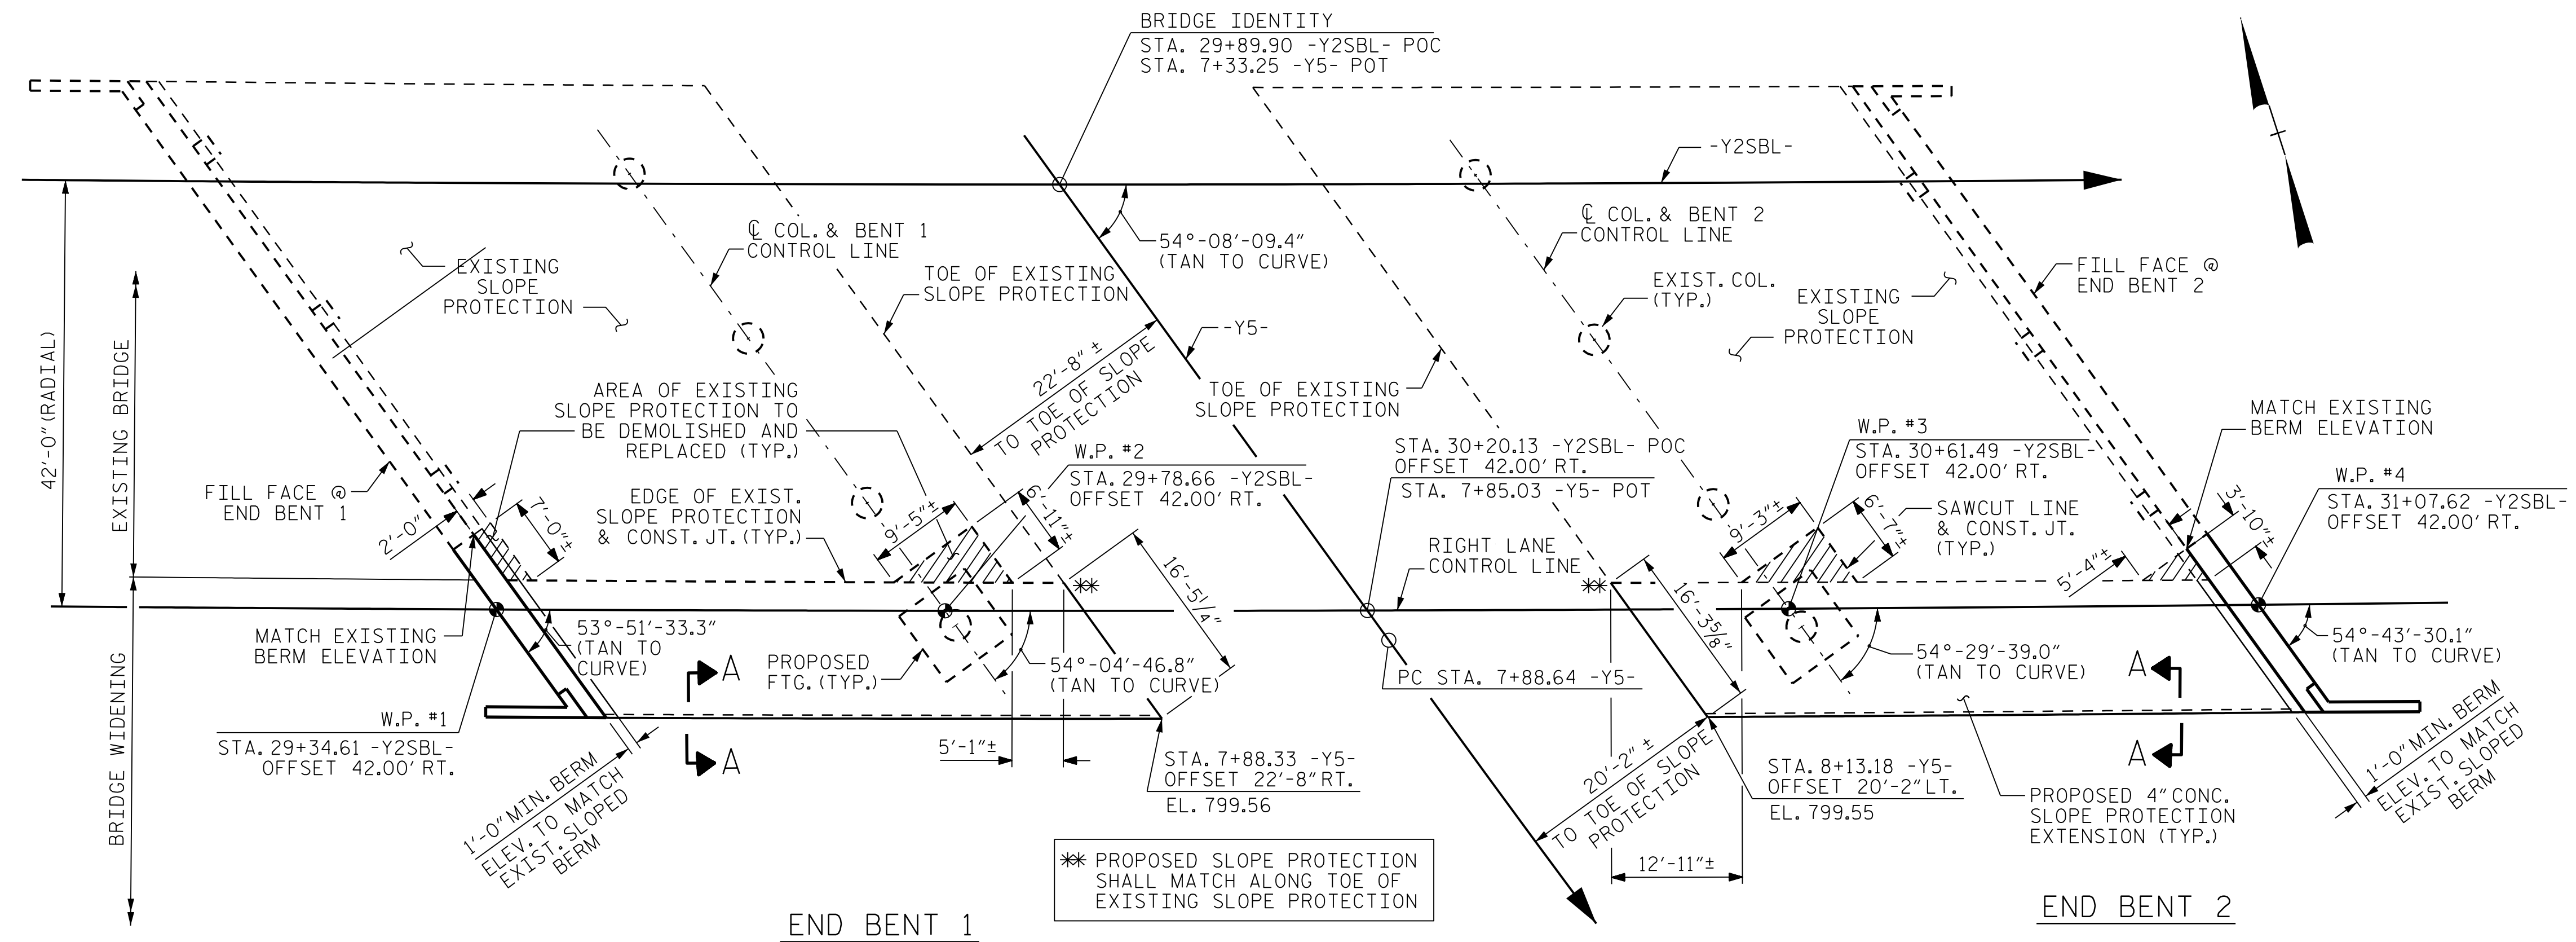 BRIDGE IDENTITY
STA. 29+89.90 -Y2SBL- POC
STA. 7+33.25 -Y5- POT
-Y2SBL-
42'-0" (RADIAL)
EXISTING BRIDGE
BRIDGE WIDENING
EXISTING
SLOPE
PROTECTION
℄ COL. & BENT 1
CONTROL LINE
TOE OF EXISTING
SLOPE PROTECTION
54°-08'-09.4"
(TAN TO CURVE)
-Y5-
22'-8" ±
TO TOE OF SLOPE
PROTECTION
℄ COL. & BENT 2
CONTROL LINE
EXIST. COL.
(TYP.)
EXISTING
SLOPE
PROTECTION
FILL FACE @
END BENT 2
TOE OF EXISTING
SLOPE PROTECTION
AREA OF EXISTING
SLOPE PROTECTION TO
BE DEMOLISHED AND
REPLACED (TYP.)
FILL FACE @
END BENT 1
EDGE OF EXIST.
SLOPE PROTECTION
& CONST. JT. (TYP.)
2'-0"
7'-0"±
9'-5"±
6'-11"±
W.P. #2
STA. 29+78.66 -Y2SBL-
OFFSET 42.00' RT.
16'-5 1/4"
**
STA. 30+20.13 -Y2SBL- POC
OFFSET 42.00' RT.
STA. 7+85.03 -Y5- POT
RIGHT LANE
CONTROL LINE
**
W.P. #3
STA. 30+61.49 -Y2SBL-
OFFSET 42.00' RT.
9'-3"±
6'-7"±
SAWCUT LINE
& CONST. JT.
(TYP.)
MATCH EXISTING
BERM ELEVATION
3'-10"±
5'-4"±
W.P. #4
STA. 31+07.62 -Y2SBL-
OFFSET 42.00' RT.
MATCH EXISTING
BERM ELEVATION
53°-51'-33.3"
(TAN TO
CURVE)
W.P. #1
STA. 29+34.61 -Y2SBL-
OFFSET 42.00' RT.
1'-0" MIN. BERM
ELEV. TO MATCH
EXIST. SLOPED
BERM
A
A
PROPOSED
FTG. (TYP.)
54°-04'-46.8"
(TAN TO CURVE)
5'-1"±
STA. 7+88.33 -Y5-
OFFSET 22'-8" RT.
EL. 799.56
PC STA. 7+88.64 -Y5-
16'-3 5/8"
20'-2" ±
TO TOE OF SLOPE
PROTECTION
12'-11"±
54°-29'-39.0"
(TAN TO CURVE)
STA. 8+13.18 -Y5-
OFFSET 20'-2" LT.
EL. 799.55
A
A
54°-43'-30.1"
(TAN TO CURVE)
PROPOSED 4" CONC.
SLOPE PROTECTION
EXTENSION (TYP.)
1'-0" MIN. BERM
ELEV. TO MATCH
EXIST. SLOPED
BERM
** PROPOSED SLOPE PROTECTION
SHALL MATCH ALONG TOE OF
EXISTING SLOPE PROTECTION
END BENT 1
END BENT 2